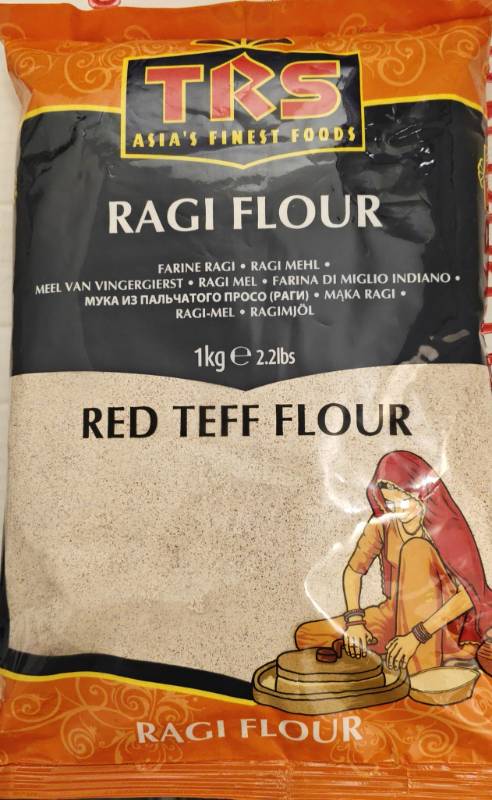 TRS
ASIA'S FINEST FOODS
RAGI FLOUR
FARINE RAGI • RAGI MEHL •
MEEL VAN VINGERGIERST • RAGI MEL • FARINA DI MIGLIO INDIANO •
МУКА ИЗ ПАЛЬЧАТОГО ПРОСО (РАГИ) • MĄKA RAGI •
RAGI-MEL • RAGIMJÖL
1kg ℮ 2.2lbs
RED TEFF FLOUR
RAGI FLOUR